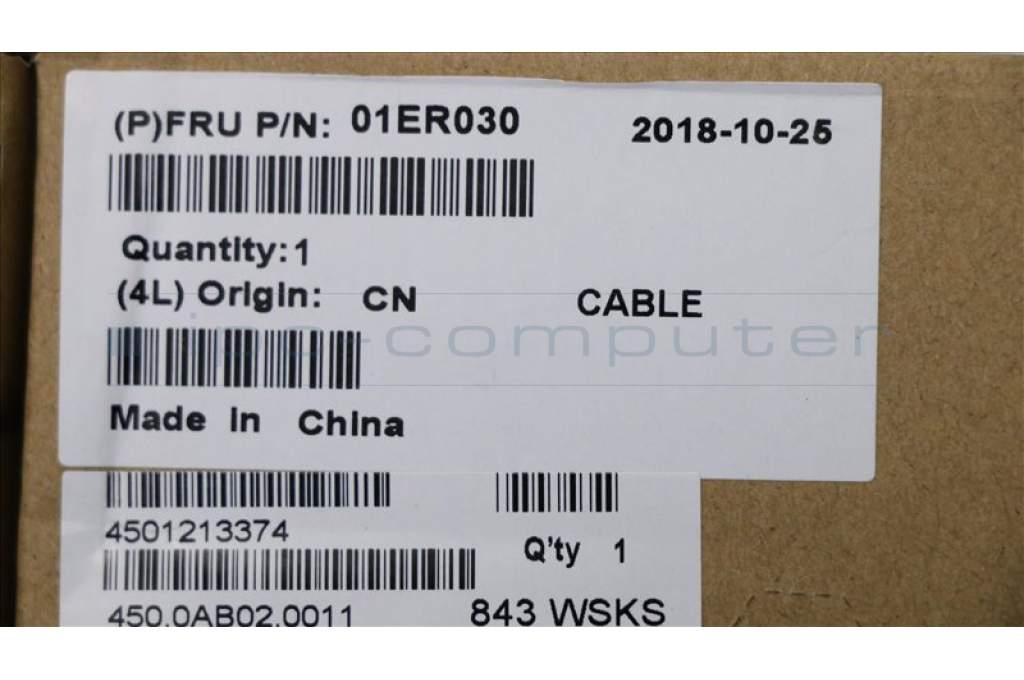 (P)FRU P/N: 01ER030 2018-10-25
Quantity: 1
(4L) Origin: CN CABLE
ipc-computer
Made in China
4501213374
Q'ty 1
450.0AB02.0011 843 WSKS